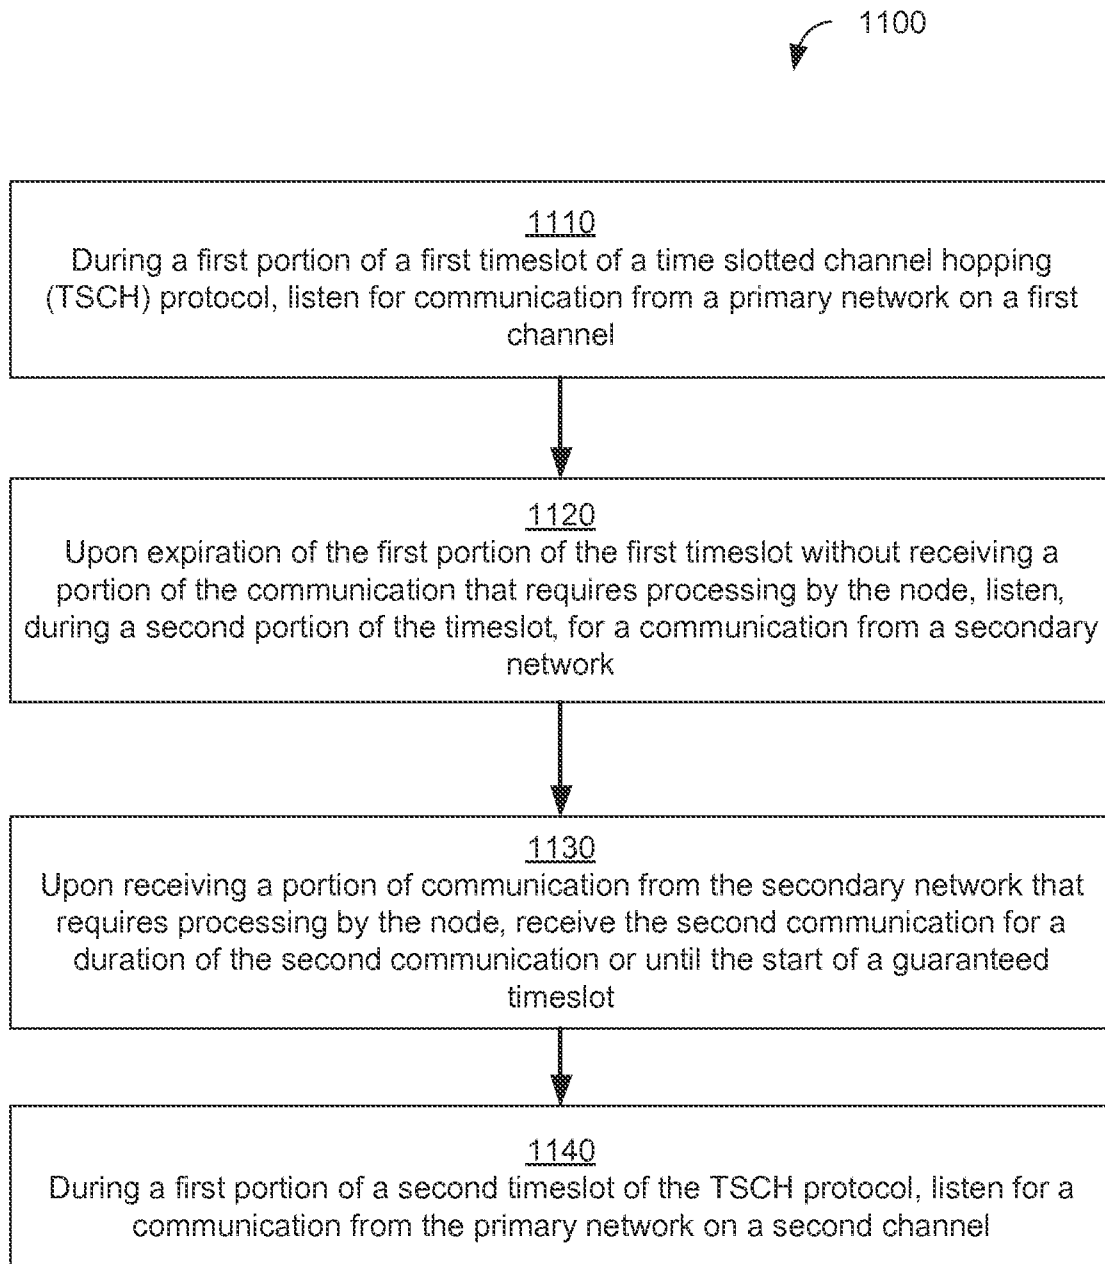 1100
1110
During a first portion of a first timeslot of a time slotted channel hopping
(TSCH) protocol, listen for communication from a primary network on a first
channel
1120
Upon expiration of the first portion of the first timeslot without receiving a
portion of the communication that requires processing by the node, listen,
during a second portion of the timeslot, for a communication from a secondary
network
1130
Upon receiving a portion of communication from the secondary network that
requires processing by the node, receive the second communication for a
duration of the second communication or until the start of a guaranteed
timeslot
1140
During a first portion of a second timeslot of the TSCH protocol, listen for a
communication from the primary network on a second channel